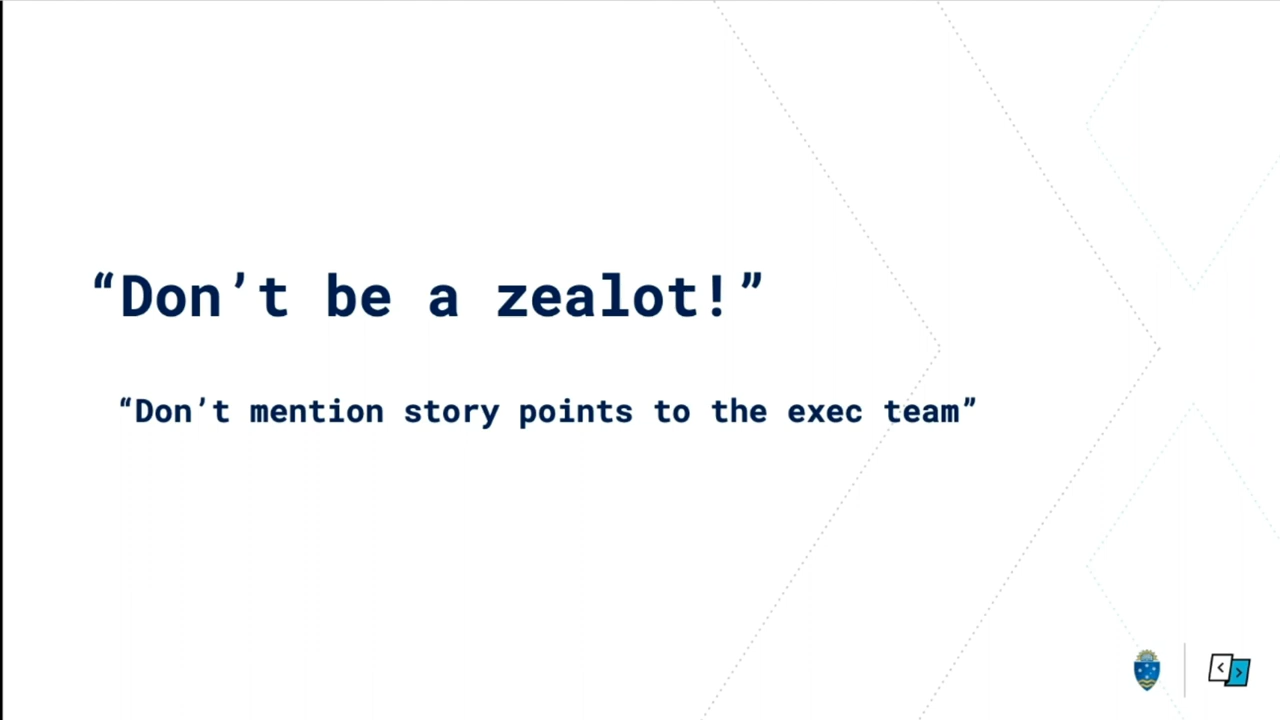 “Don’t be a zealot!”
“Don’t mention story points to the exec team”